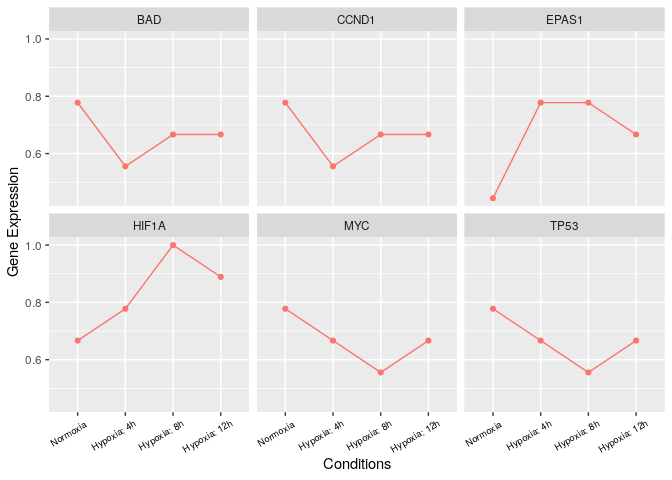 BAD CCND1 EPAS1
1.0
0.8
0.6
Gene Expression
HIF1A MYC TP53
1.0
0.8
0.6
Normoxia Hypoxia: 4h Hypoxia: 8h Hypoxia: 12h Normoxia Hypoxia: 4h Hypoxia: 8h Hypoxia: 12h Normoxia Hypoxia: 4h Hypoxia: 8h Hypoxia: 12h
Conditions